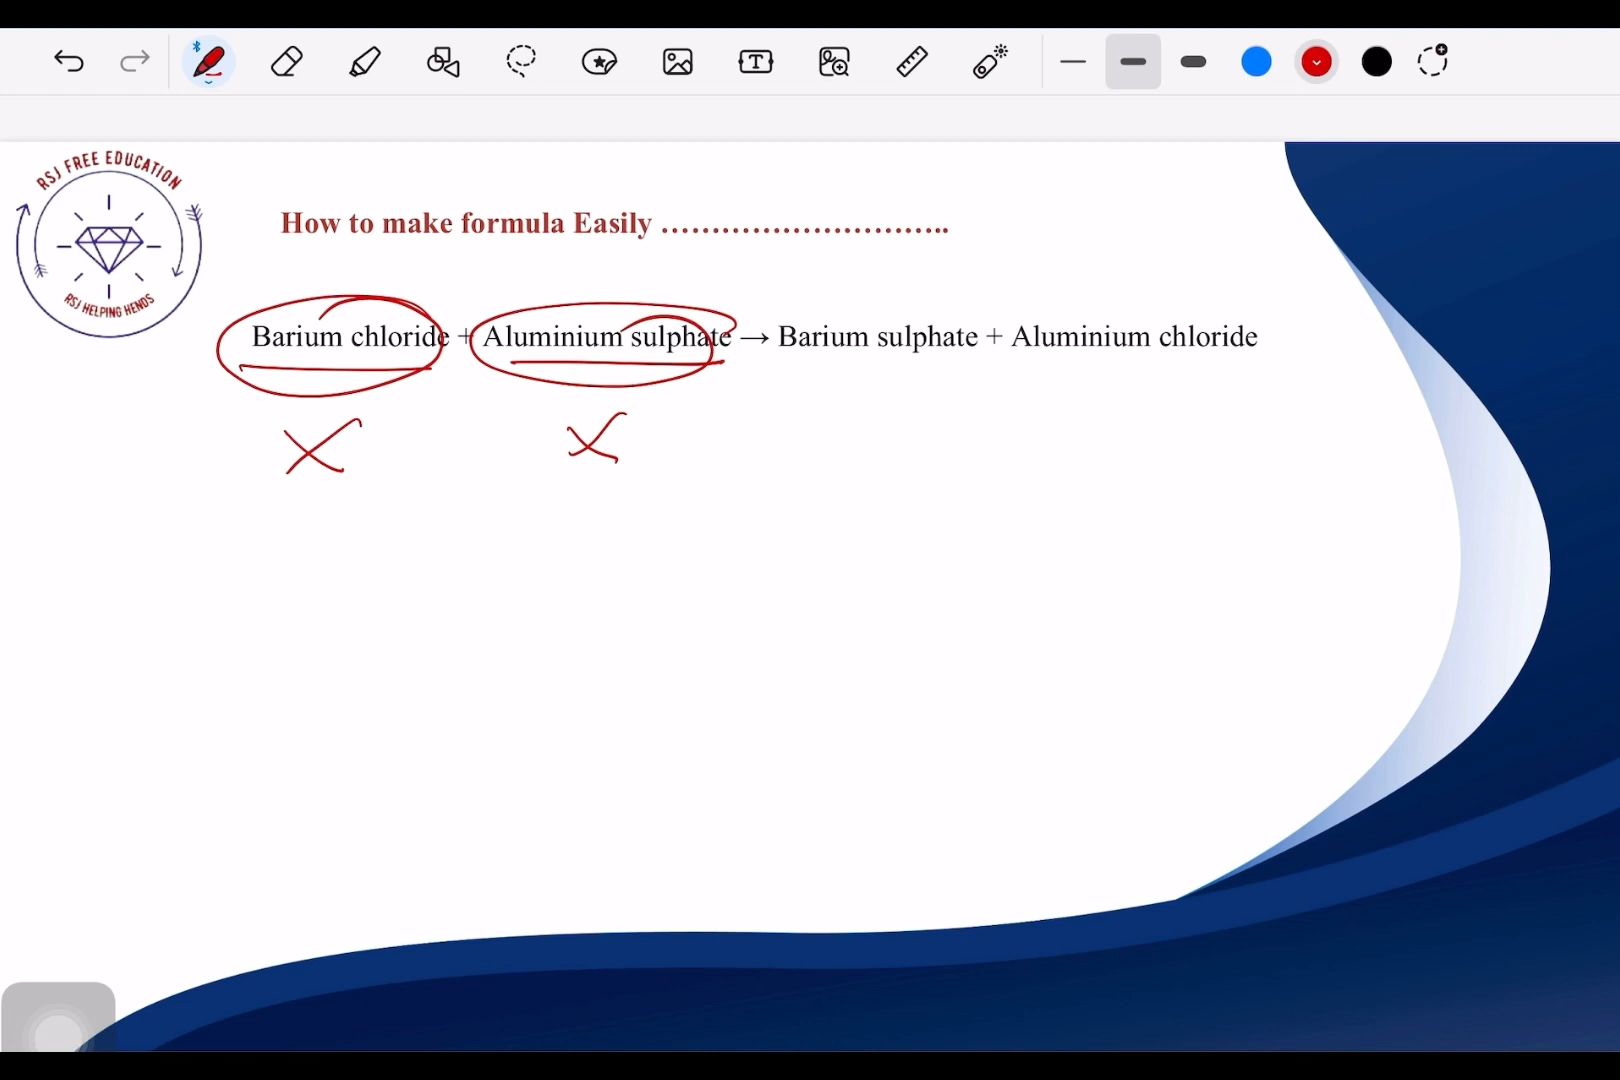 RSJ FREE EDUCATION
RSJ HELPING HENDS
How to make formula Easily ...............................
Barium chloride + Aluminium sulphate → Barium sulphate + Aluminium chloride